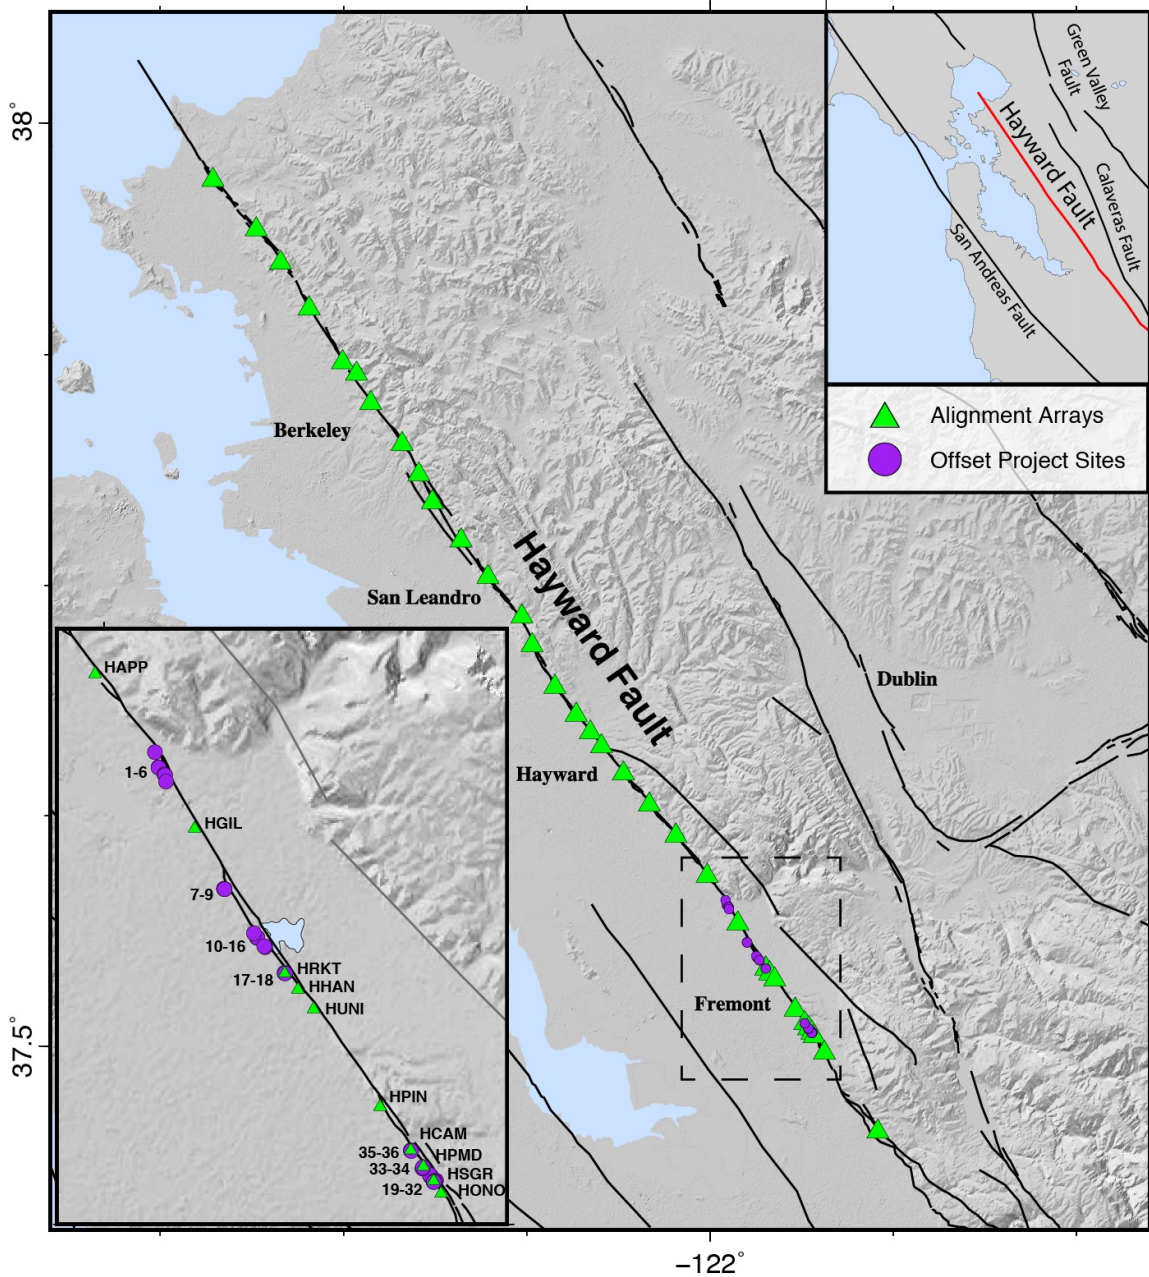 38°
37.5°
−122°
Green Valley
Fault
Hayward Fault
Calaveras Fault
San Andreas Fault
Alignment Arrays
Offset Project Sites
Berkeley
San Leandro
Hayward Fault
Dublin
Hayward
Fremont
HAPP
1-6
HGIL
7-9
10-16
17-18
HRKT
HHAN
HUNI
HPIN
HCAM
35-36
HPMD
33-34
HSGR
19-32
HONO